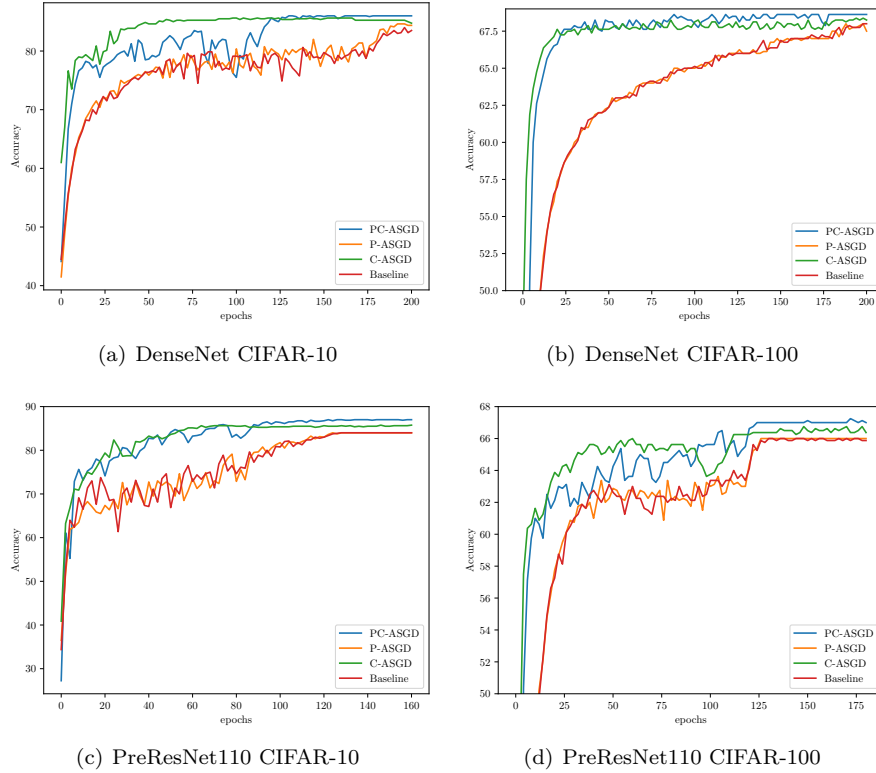 Accuracy
80
70
60
50
40
0 25 50 75 100 125 150 175 200
epochs
PC-ASGD
P-ASGD
C-ASGD
Baseline
(a) DenseNet CIFAR-10
Accuracy
67.5
65.0
62.5
60.0
57.5
55.0
52.5
50.0
0 25 50 75 100 125 150 175 200
epochs
PC-ASGD
P-ASGD
C-ASGD
Baseline
(b) DenseNet CIFAR-100
Accuracy
90
80
70
60
50
40
30
0 20 40 60 80 100 120 140 160
epochs
PC-ASGD
P-ASGD
C-ASGD
Baseline
(c) PreResNet110 CIFAR-10
Accuracy
68
66
64
62
60
58
56
54
52
50
0 25 50 75 100 125 150 175
epochs
PC-ASGD
P-ASGD
C-ASGD
Baseline
(d) PreResNet110 CIFAR-100